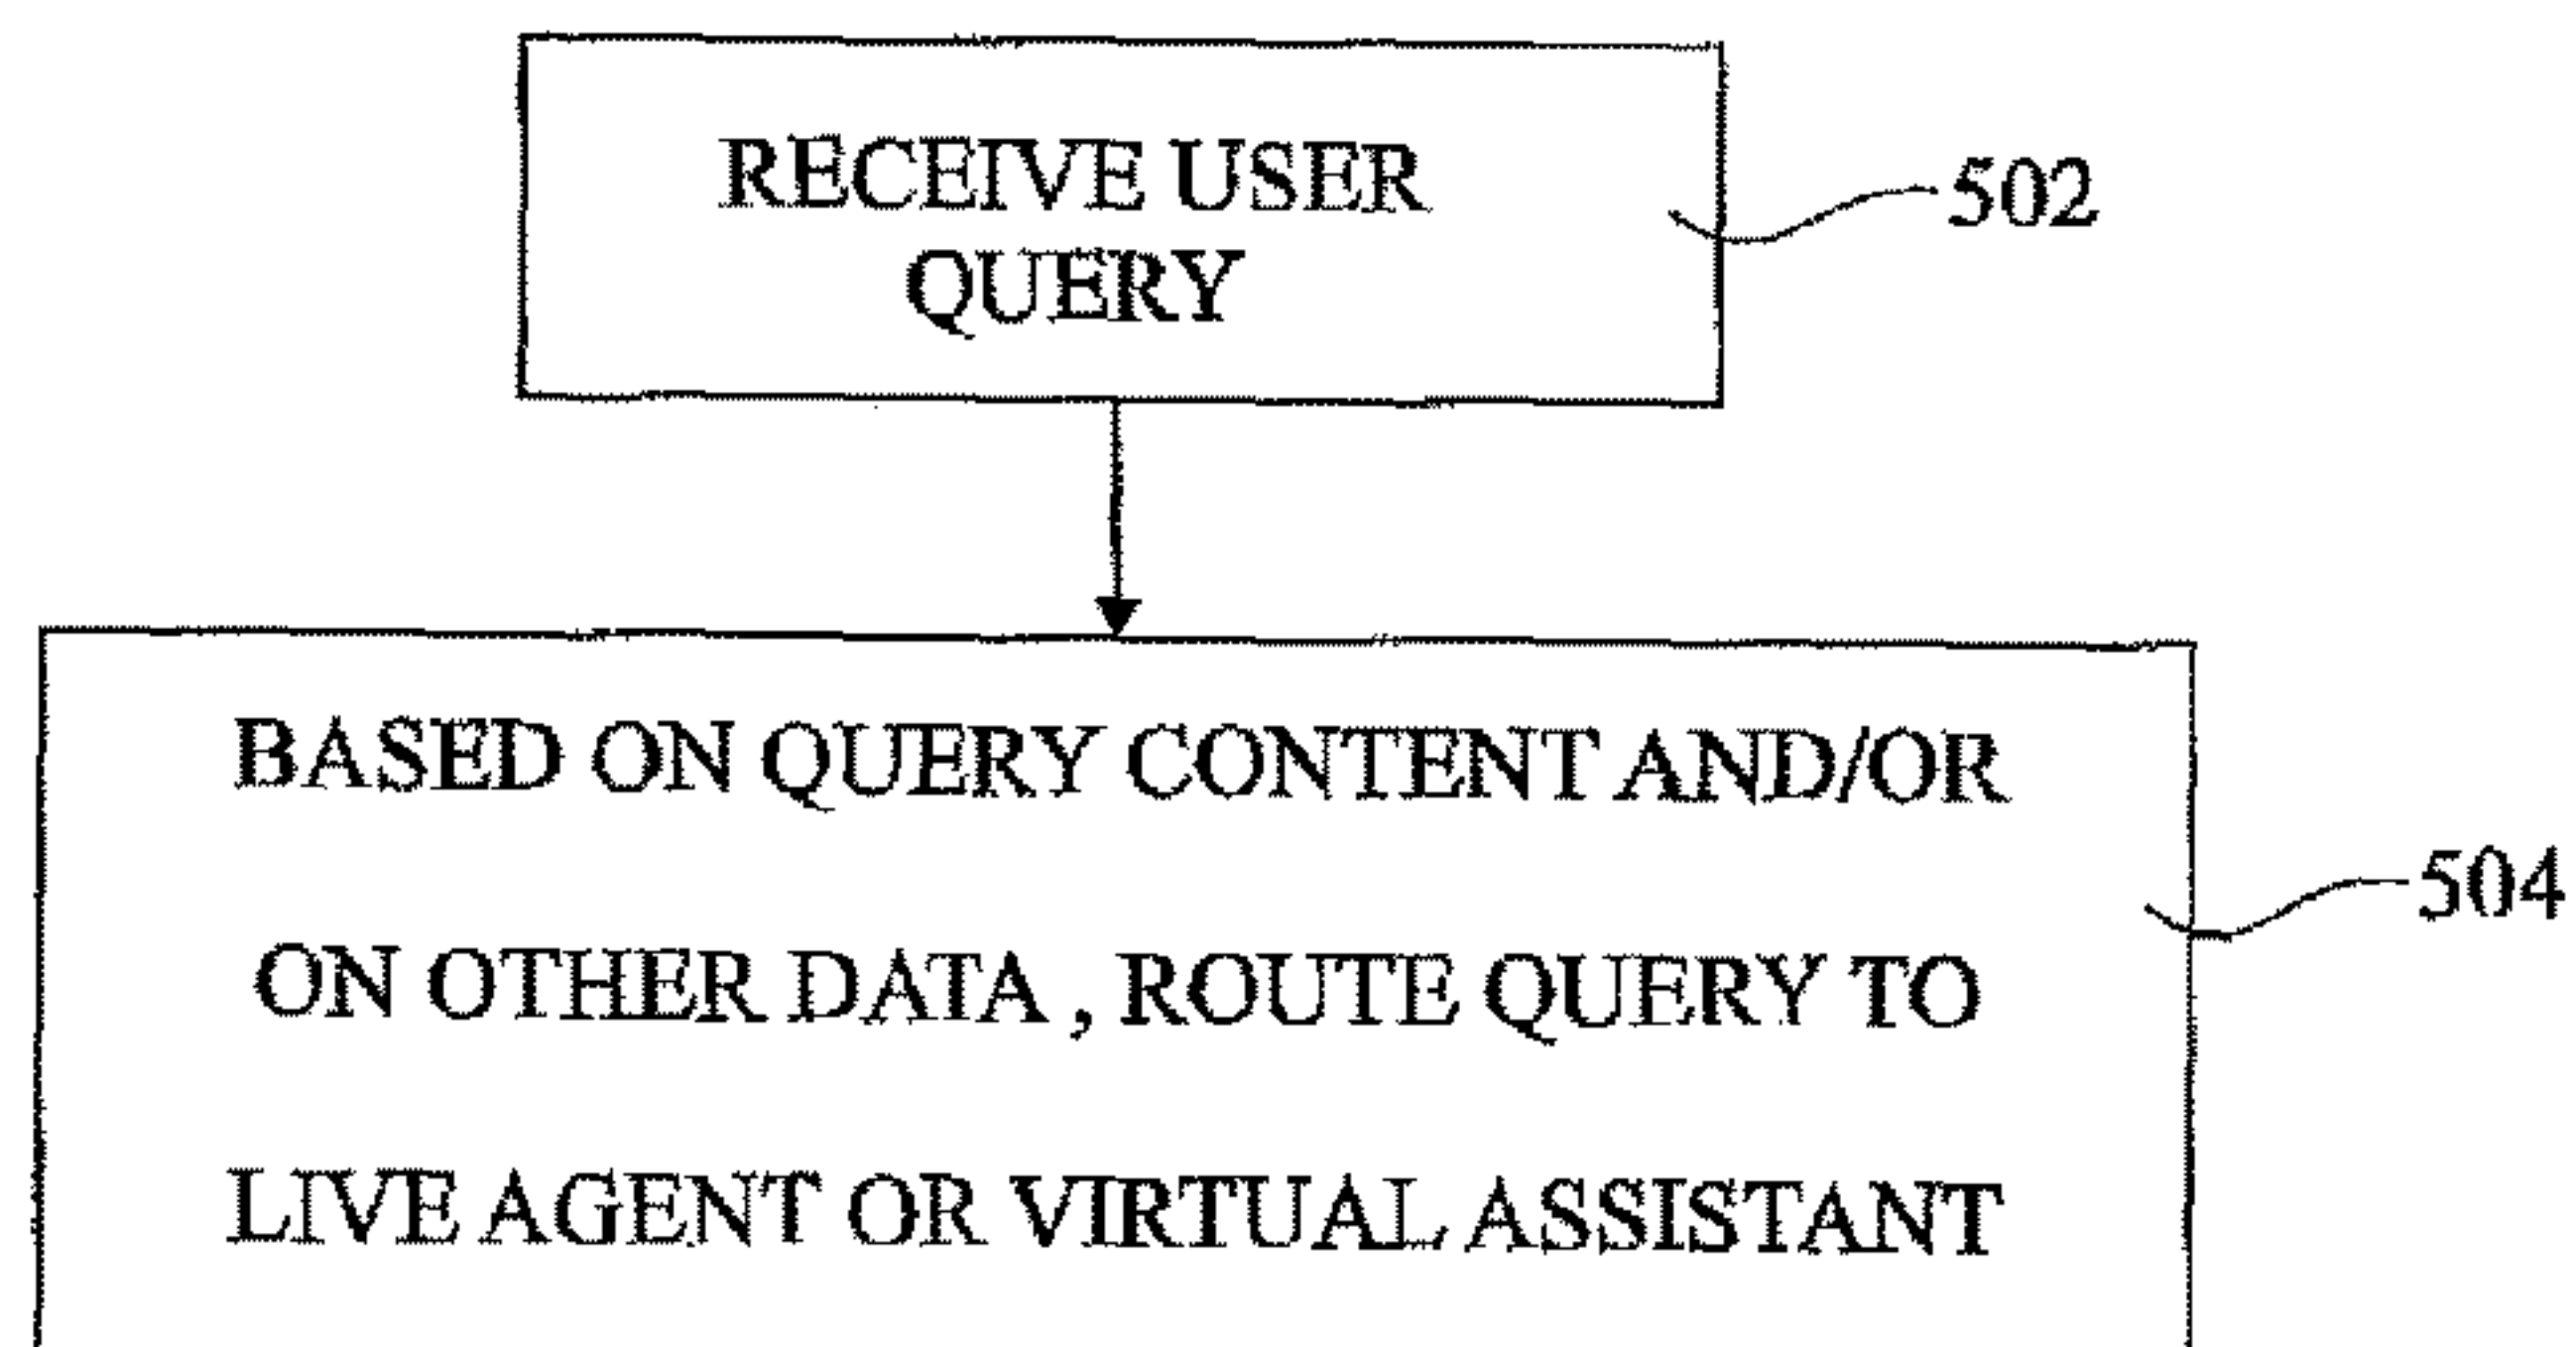 RECEIVE USER
QUERY
502
BASED ON QUERY CONTENT AND/OR
504
ON OTHER DATA , ROUTE QUERY TO
LIVE AGENT OR VIRTUAL ASSISTANT